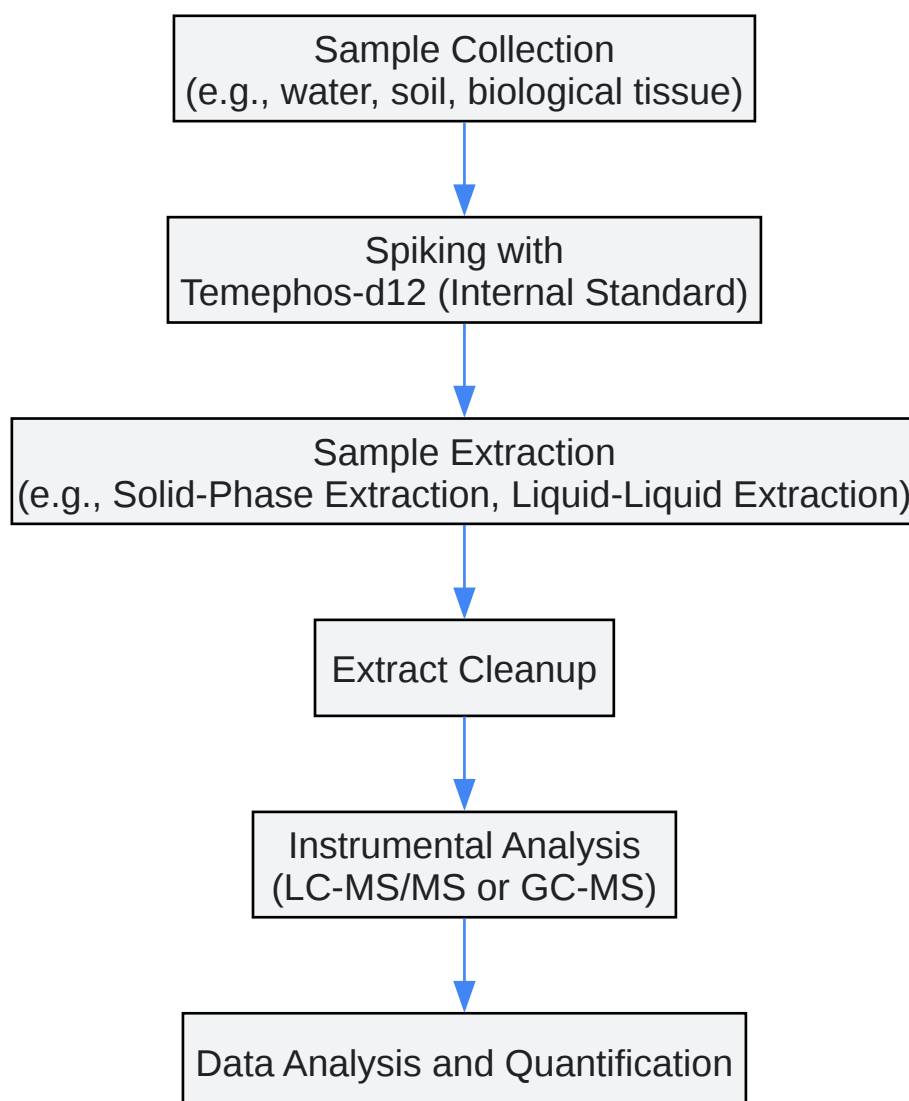 Sample Collection
(e.g., water, soil, biological tissue)
Spiking with
Temephos-d12 (Internal Standard)
Sample Extraction
(e.g., Solid-Phase Extraction, Liquid-Liquid Extraction)
Extract Cleanup
Instrumental Analysis
(LC-MS/MS or GC-MS)
Data Analysis and Quantification